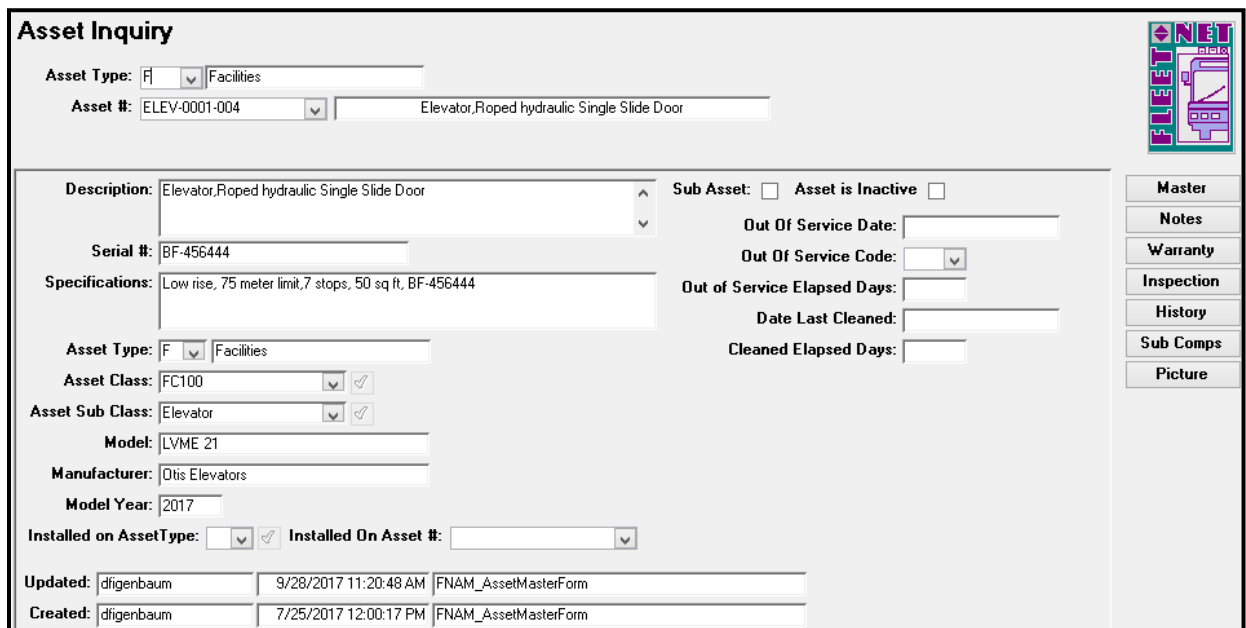 Asset Inquiry
FLEET NET
Asset Type: F Facilities
Asset #: ELEV-0001-004 Elevator,Roped hydraulic Single Slide Door
Description: Elevator,Roped hydraulic Single Slide Door
Sub Asset: Asset is Inactive
Master
Out Of Service Date:
Notes
Serial #: BF-456444
Out Of Service Code:
Warranty
Specifications: Low rise, 75 meter limit,7 stops, 50 sq ft, BF-456444
Out of Service Elapsed Days:
Inspection
Date Last Cleaned:
History
Asset Type: F Facilities
Cleaned Elapsed Days:
Sub Comps
Asset Class: FC100
Picture
Asset Sub Class: Elevator
Model: LVME 21
Manufacturer: Otis Elevators
Model Year: 2017
Installed on AssetType: Installed On Asset #:
Updated: dfigenbaum 9/28/2017 11:20:48 AM FNAM_AssetMasterForm
Created: dfigenbaum 7/25/2017 12:00:17 PM FNAM_AssetMasterForm